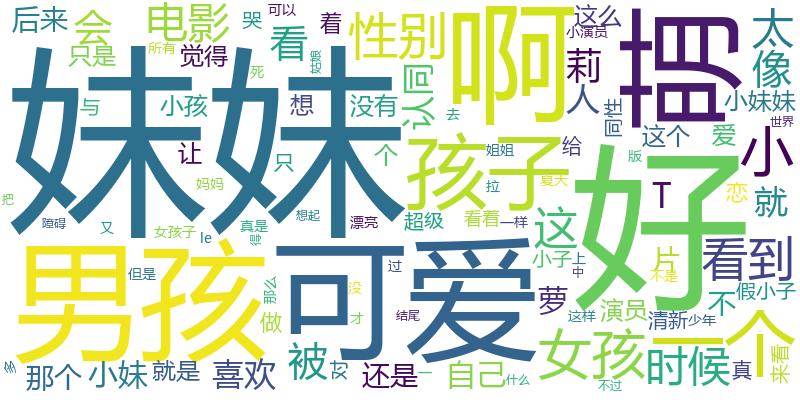 后来
会
电影
哭
可以
着
性别
啊
这么
小演员
萌
太
像
只是
所有
觉得
看
姑娘
莉
妹妹
死
认同
人
同性
小妹妹
与
小孩
想
没有
去
这个
爱
世界
让
只
个
孩子
姐姐
给
小
妈妈
拉
夏天
版
T
恋
就
把
障碍
又
女孩子
le
真是
得
想起
漂亮
超级
看着
一样
这
好
男孩
可爱
小子
上
中
片
不是
看到
但是
那么
过
没
才
做
结尾
萝
这样
演员
清新
少年
不
假小子
一个
多
那个
小妹
就是
喜欢
被
对
还是
一
自己
什么
女孩
不过
时候
真
来看